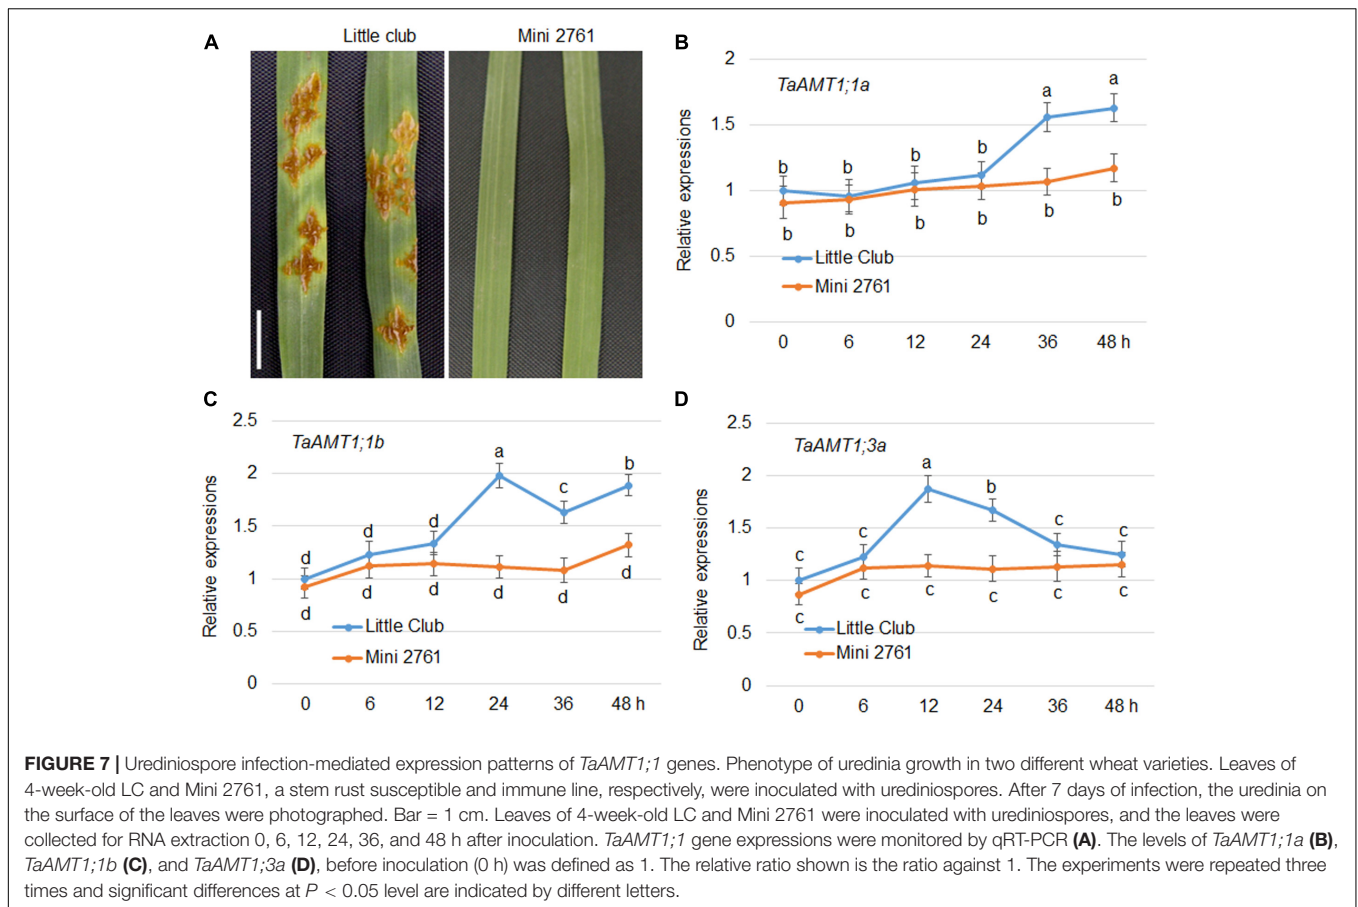 A
Little club
Mini 2761
B
TaAMT1;1a
Relative expressions
2
1.5
1
0.5
0
a
a
b
b
b
b
b
b
b
b
b
b
Little Club
Mini 2761
0 6 12 24 36 48 h
C
TaAMT1;1b
Relative expressions
2.5
2
1.5
1
0.5
0
a
b
c
d
d
d
d
d
d
d
d
d
Little Club
Mini 2761
0 6 12 24 36 48 h
D
TaAMT1;3a
Relative expressions
2.5
2
1.5
1
0.5
0
a
b
c
c
c
c
c
c
c
c
c
c
Little Club
Mini 2761
0 6 12 24 36 48 h
FIGURE 7 | Urediniospore infection-mediated expression patterns of TaAMT1;1 genes. Phenotype of uredinia growth in two different wheat varieties. Leaves of
4-week-old LC and Mini 2761, a stem rust susceptible and immune line, respectively, were inoculated with urediniospores. After 7 days of infection, the uredinia on
the surface of the leaves were photographed. Bar = 1 cm. Leaves of 4-week-old LC and Mini 2761 were inoculated with urediniospores, and the leaves were
collected for RNA extraction 0, 6, 12, 24, 36, and 48 h after inoculation. TaAMT1;1 gene expressions were monitored by qRT-PCR (A). The levels of TaAMT1;1a (B),
TaAMT1;1b (C), and TaAMT1;3a (D), before inoculation (0 h) was defined as 1. The relative ratio shown is the ratio against 1. The experiments were repeated three
times and significant differences at P < 0.05 level are indicated by different letters.